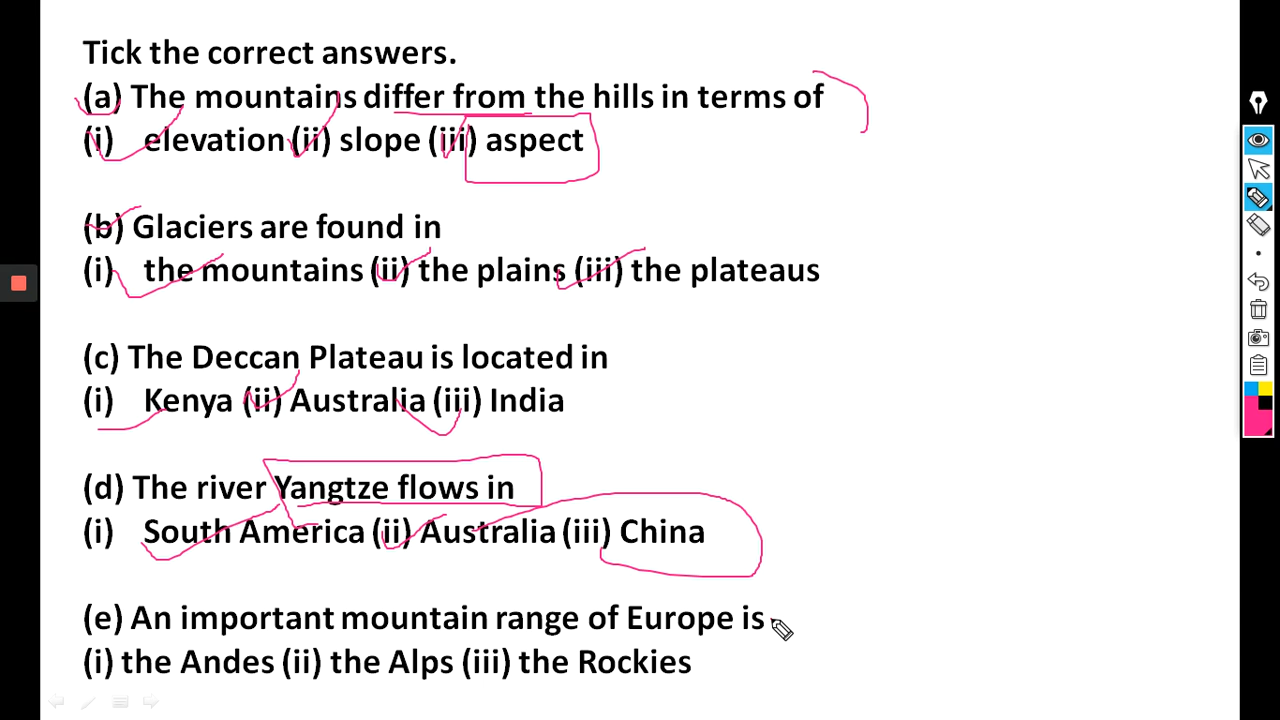 Tick the correct answers.
(a) The mountains differ from the hills in terms of
(i) elevation (ii) slope (iii) aspect
(b) Glaciers are found in
(i) the mountains (ii) the plains (iii) the plateaus
(c) The Deccan Plateau is located in
(i) Kenya (ii) Australia (iii) India
(d) The river Yangtze flows in
(i) South America (ii) Australia (iii) China
(e) An important mountain range of Europe is
(i) the Andes (ii) the Alps (iii) the Rockies